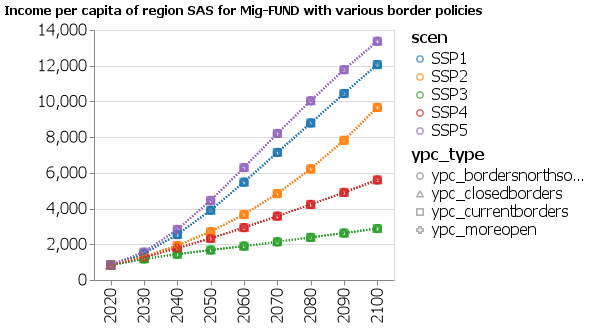 Income per capita of region SAS for Mig-FUND with various border policies
14,000
12,000
10,000
8,000
6,000
4,000
2,000
0
2020
2030
2040
2050
2060
2070
2080
2090
2100
scen
SSP1
SSP2
SSP3
SSP4
SSP5
ypc_type
ypc_bordersnorthso...
ypc_closedborders
ypc_currentborders
ypc_moreopen